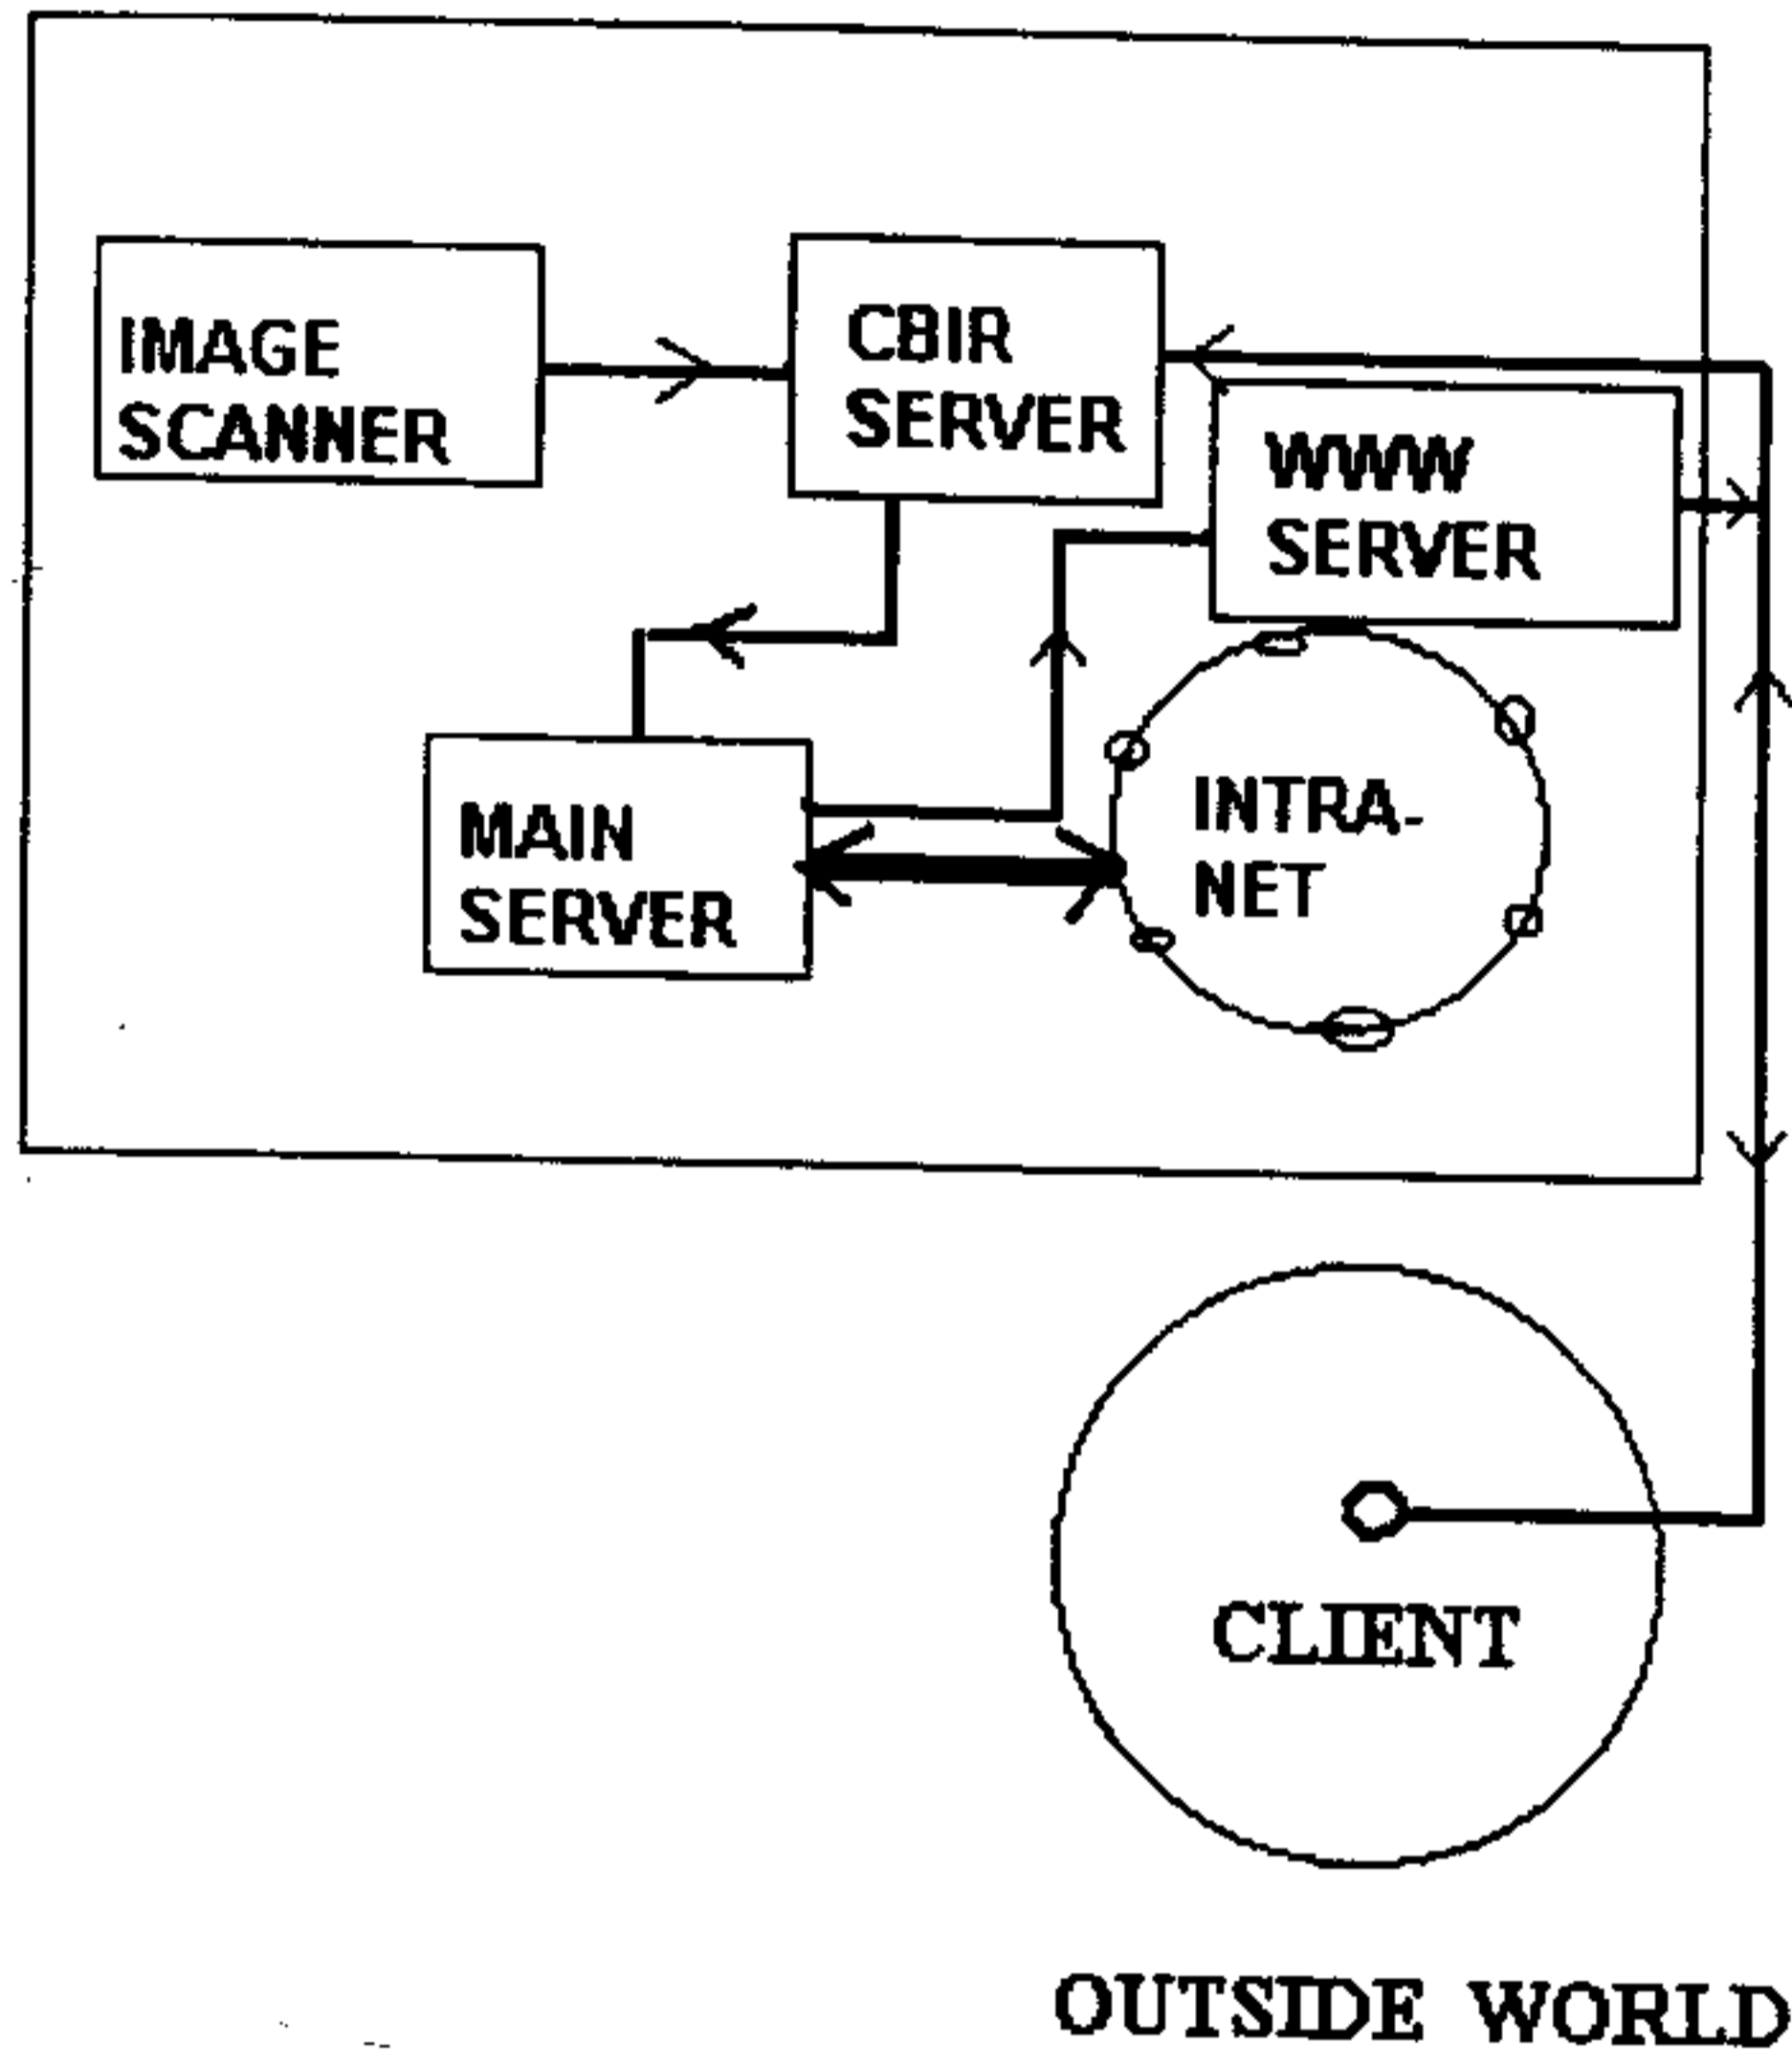 IMAGE
SCANNER
CBIR
SERVER
WWW
SERVER
MAIN
SERVER
INTRA-
NET
CLIENT
OUTSIDE WORLD